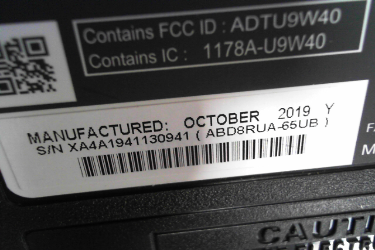 Contains FCC ID : ADTU9W40
Contains IC : 1178A-U9W40
MANUFACTURED: OCTOBER 2019 Y
S/N XA4A1941130941 ( ABD8RUA-65UB )
CAUTI